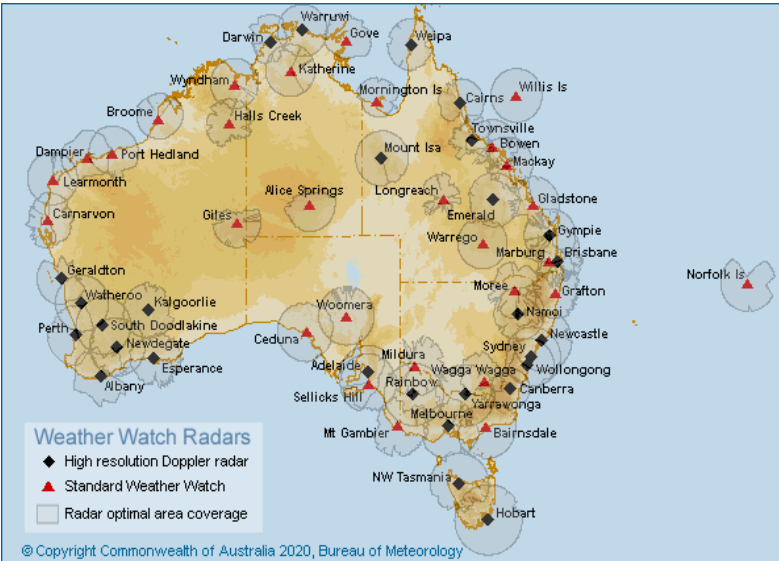 Warruwi
Darwin
Gove
Weipa
Katherine
Wyndham
Mornington Is
Willis Is
Cairns
Broome
Halls Creek
Townsville
Bowen
Dampier
Port Hedland
Mount Isa
Mackay
Learmonth
Alice Springs
Longreach
Gladstone
Carnarvon
Giles
Emerald
Gympie
Warrego
Marburg
Brisbane
Geraldton
Norfolk Is
Watheroo
Moree
Grafton
Kalgoorlie
Woomera
Namoi
Perth
South Doodlakine
Ceduna
Newcastle
Newdegate
Mildura
Sydney
Esperance
Adelaide
Wagga Wagga
Wollongong
Albany
Rainbow
Canberra
Sellicks Hill
Yarrawonga
Melbourne
Mt Gambier
Bairnsdale
Weather Watch Radars
High resolution Doppler radar
Standard Weather Watch
Radar optimal area coverage
NW Tasmania
Hobart
© Copyright Commonwealth of Australia 2020, Bureau of Meteorology